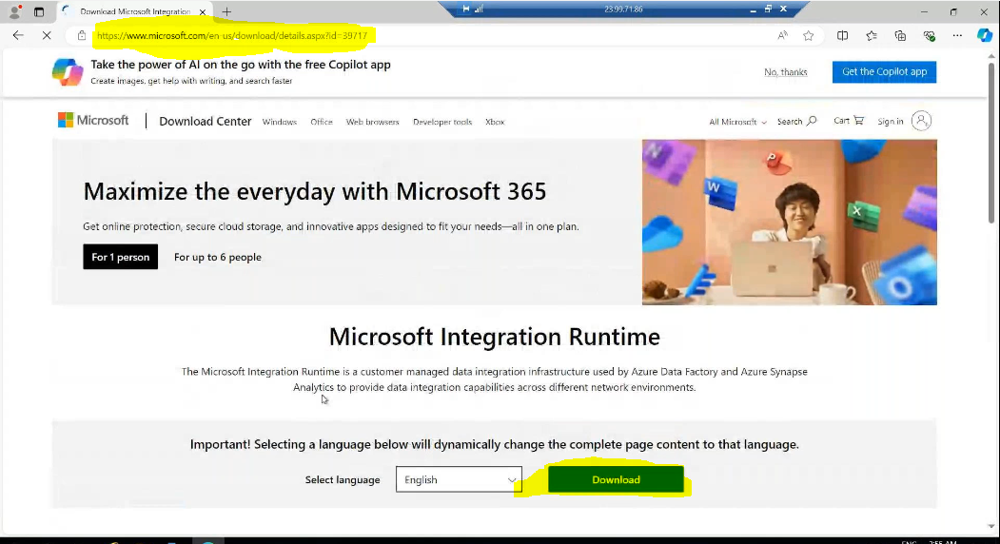 Download Microsoft Integration
23.99.71.86
https://www.microsoft.com/en-us/download/details.aspx?id=39717
Take the power of AI on the go with the free Copilot app
Create images, get help with writing, and search faster
No, thanks
Get the Copilot app
Microsoft
Download Center
Windows
Office
Web browsers
Developer tools
Xbox
All Microsoft
Search
Cart
Sign in
Maximize the everyday with Microsoft 365
Get online protection, secure cloud storage, and innovative apps designed to fit your needs—all in one plan.
For 1 person
For up to 6 people
Microsoft Integration Runtime
The Microsoft Integration Runtime is a customer managed data integration infrastructure used by Azure Data Factory and Azure Synapse
Analytics to provide data integration capabilities across different network environments.
Important! Selecting a language below will dynamically change the complete page content to that language.
Select language
English
Download